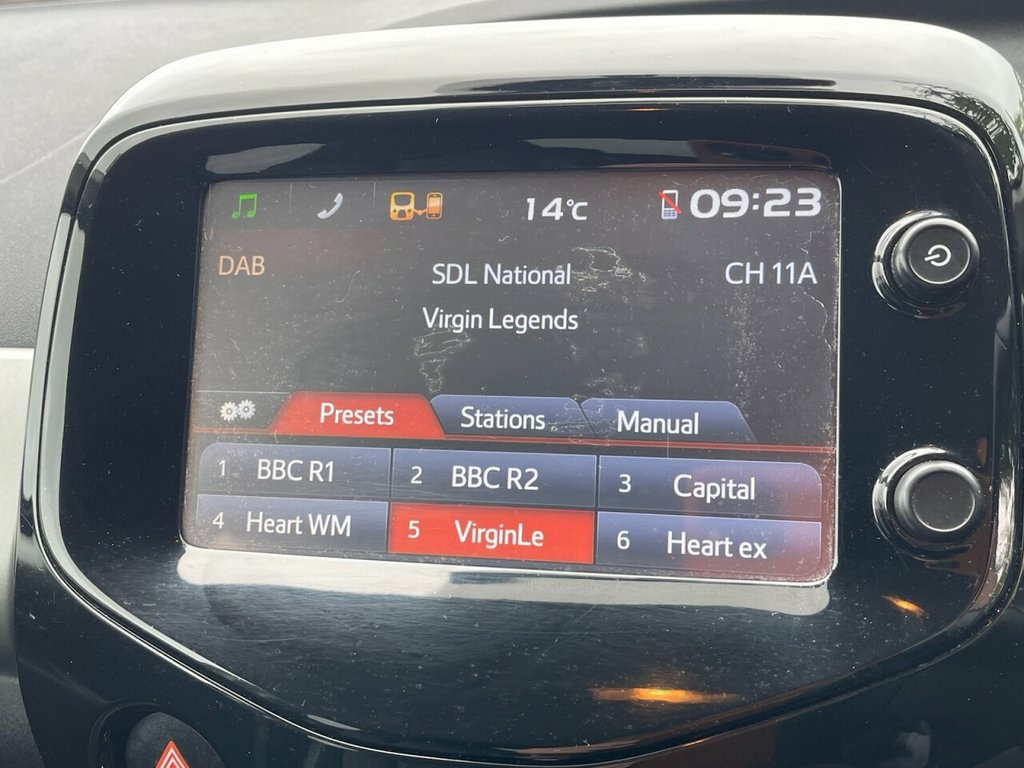 14°C 09:23
DAB SDL National CH 11A
Virgin Legends
Presets Stations Manual
1 BBC R1 2 BBC R2 3 Capital
4 Heart WM 5 VirginLe 6 Heart ex